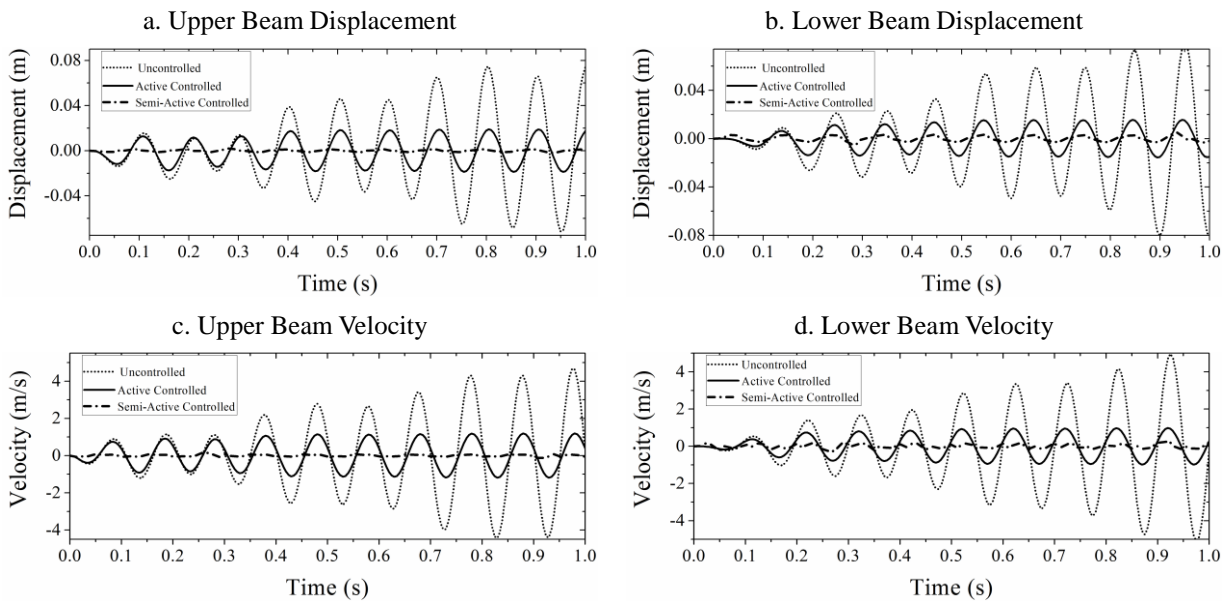 a. Upper Beam Displacement
Displacement (m)
0.08
0.04
0.00
-0.04
Uncontrolled
Active Controlled
Semi-Active Controlled
0.0 0.1 0.2 0.3 0.4 0.5 0.6 0.7 0.8 0.9 1.0
Time (s)
b. Lower Beam Displacement
Displacement (m)
0.04
0.00
-0.04
-0.08
Uncontrolled
Active Controlled
Semi-Active Controlled
0.0 0.1 0.2 0.3 0.4 0.5 0.6 0.7 0.8 0.9 1.0
Time (s)
c. Upper Beam Velocity
Velocity (m/s)
4
2
0
-2
-4
Uncontrolled
Active Controlled
Semi-Active Controlled
0.0 0.1 0.2 0.3 0.4 0.5 0.6 0.7 0.8 0.9 1.0
Time (s)
d. Lower Beam Velocity
Velocity (m/s)
4
2
0
-2
-4
Uncontrolled
Active Controlled
Semi-Active Controlled
0.0 0.1 0.2 0.3 0.4 0.5 0.6 0.7 0.8 0.9 1.0
Time (s)